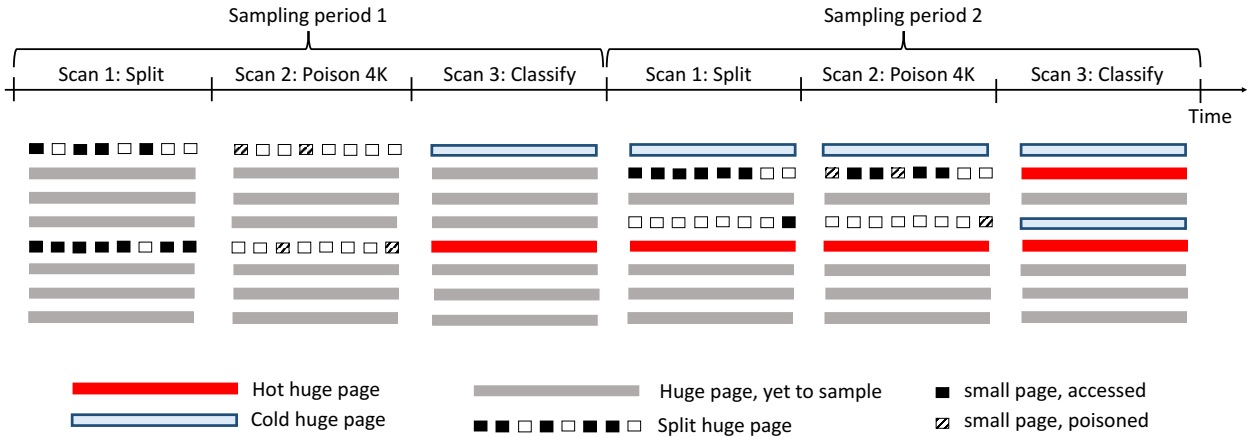 Sampling period 1
Sampling period 2
Scan 1: Split
Scan 2: Poison 4K
Scan 3: Classify
Scan 1: Split
Scan 2: Poison 4K
Scan 3: Classify
Time
Hot huge page
Huge page, yet to sample
small page, accessed
Cold huge page
Split huge page
small page, poisoned